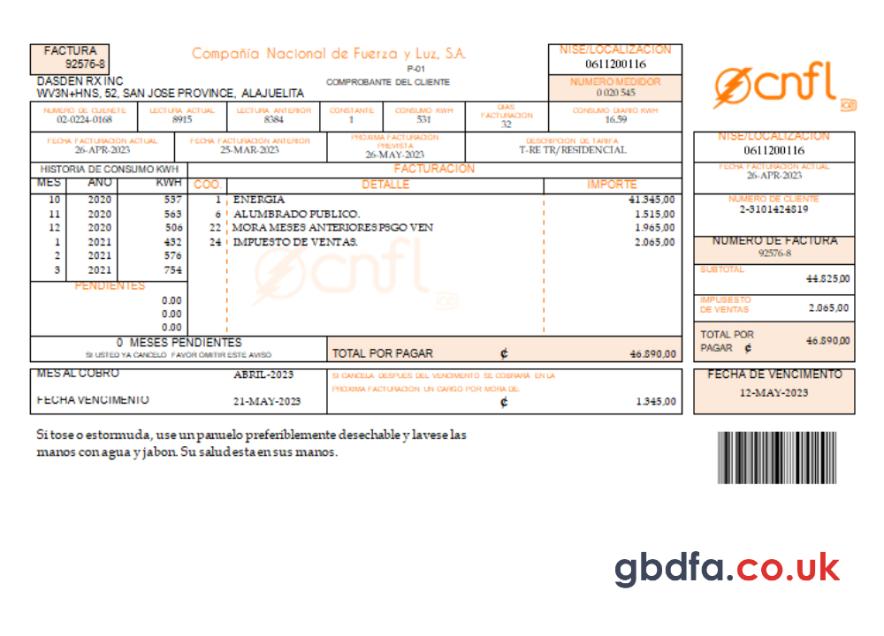 FACTURA
92576-8
Compañía Nacional de Fuerza y Luz, S.A.
P-01
COMPROBANTE DEL CLIENTE
NISE/LOCALIZACION
0611200116
NUMERO MEDIDOR
0 020 545
cnfl
DASDEN RX INC
WV3N+HNS, 52, SAN JOSE PROVINCE, ALAJUELITA
LECTURA ACTUAL
8915
LECTURA ANTERIOR
8384
CONSTANTE
1
CONSUMO KWH
531
DIAS FACTURACION
32
CONSUMO DIARIO KWH
16,59
02-0224-0168
FECHA FACTURACION ACTUAL
26-APR-2023
FECHA FACTURACION ANTERIOR
25-MAR-2023
PROXIMA FACTURACION PREVISTA
26-MAY-2023
DESCRIPCION DE TARIFA
T-RE TR/RESIDENCIAL
NISE/LOCALIZACION
0611200116
FECHA FACTURACION ACTUAL
26-APR-2023
NUMERO DE CLIENTE
2-3101424819
NUMERO DE FACTURA
92576-8
SUBTOTAL
44.825,00
IMPUSESTO DE VENTAS
2.065,00
TOTAL POR PAGAR ₡
46.890,00
FECHA DE VENCIMENTO
12-MAY-2023
HISTORIA DE CONSUMO KWH
FACTURACION
MES ANO KWH COD. DETALLE IMPORTE
10 2020 537 1 ENERGIA 41.345,00
11 2020 563 6 ALUMBRADO PUBLICO. 1.515,00
12 2020 506 22 MORA MESES ANTERIORESPSGO VEN 1.965,00
1 2021 432 24 IMPUESTO DE VENTAS. 2.065,00
2 2021 576
3 2021 754
cnfl
PENDIENTES
0.00
0.00
0.00
0 MESES PENDIENTES
SI USTED YA CANCELO FAVOR OMITIR ESTE AVISO
TOTAL POR PAGAR ₡ 46.890,00
MES AL COBRO ABRIL-2023
FECHA VENCIMENTO 21-MAY-2023
SI CANCELA DESPUES DEL VENCIMENTO SE COBRARA EN LA
PROXIMA FACTURACION UN CARGO POR MORA DE:
₡ 1.345,00
Si tose o estormuda, use un panuelo preferiblemente desechable y lavese las
manos con agua y jabon. Su salud esta en sus manos.
gbdfa.co.uk